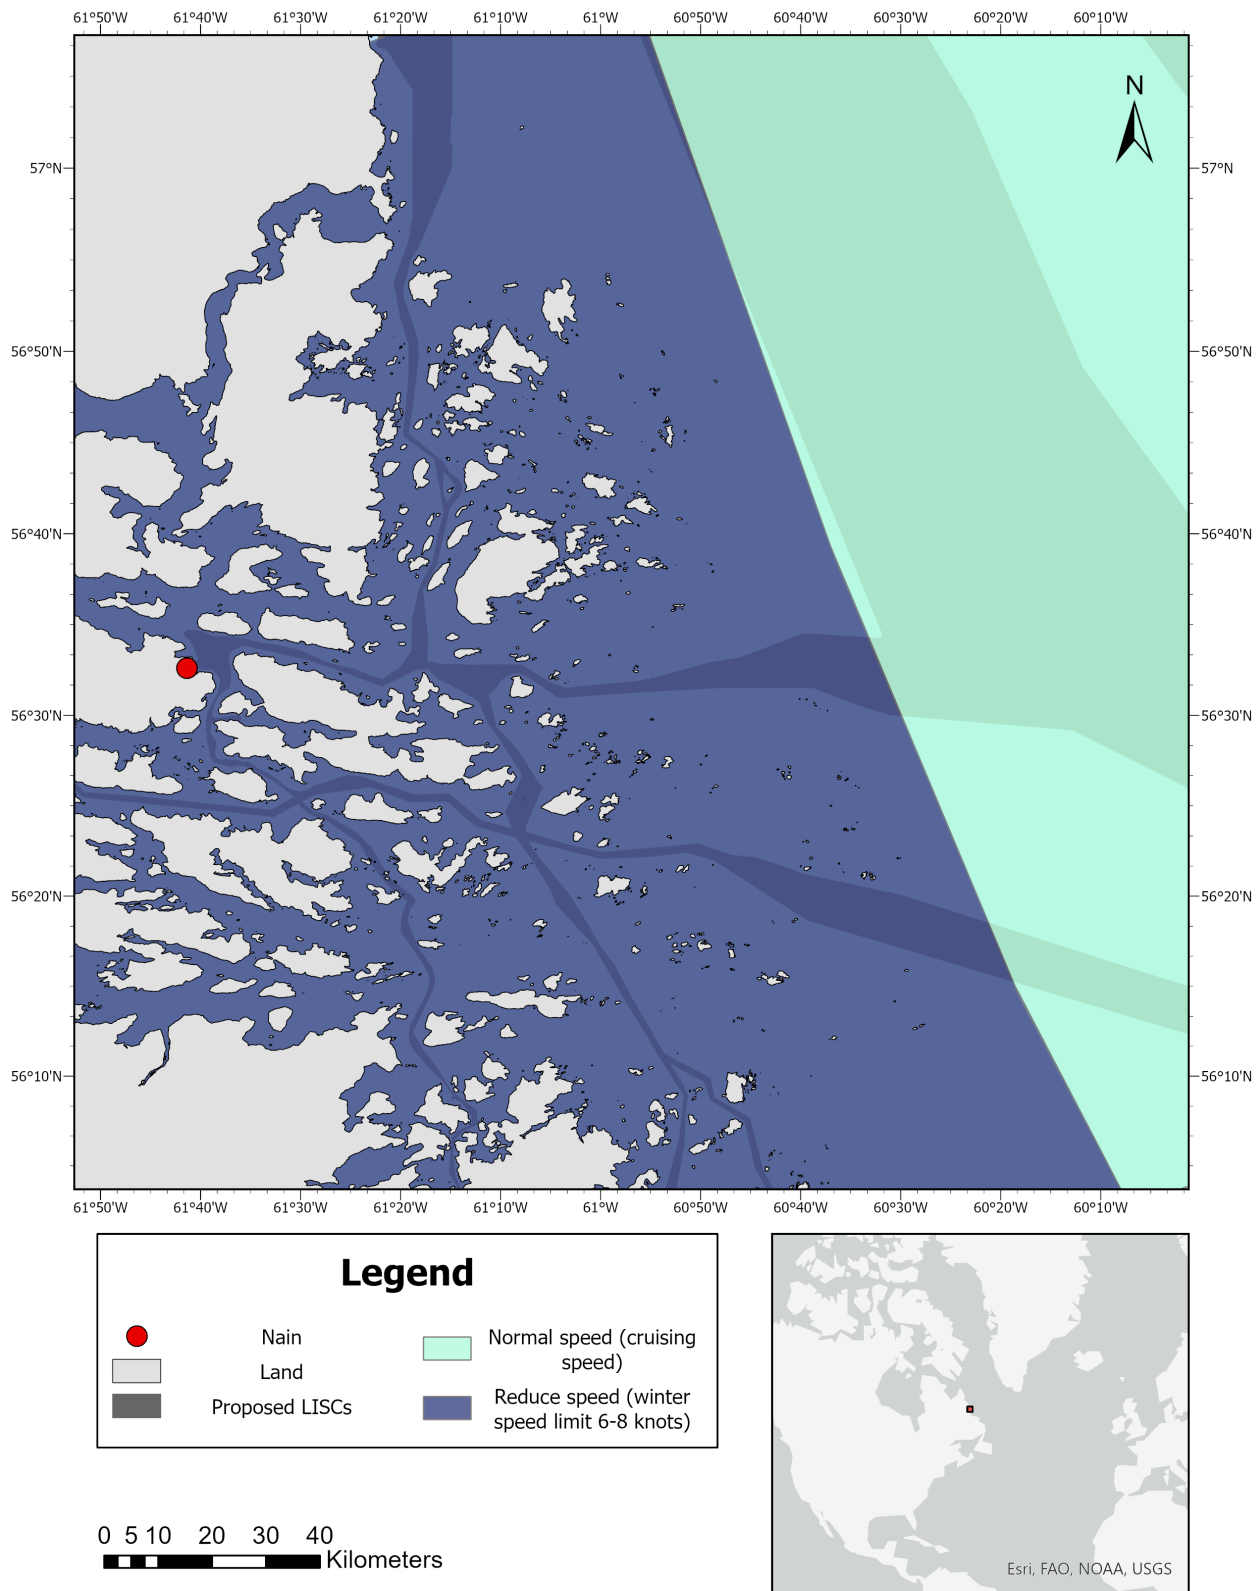 61°50'W 61°40'W 61°30'W 61°20'W 61°10'W 61°W 60°50'W 60°40'W 60°30'W 60°20'W 60°10'W
N
57°N 57°N
56°50'N 56°50'N
56°40'N 56°40'N
56°30'N 56°30'N
56°20'N 56°20'N
56°10'N 56°10'N
61°50'W 61°40'W 61°30'W 61°20'W 61°10'W 61°W 60°50'W 60°40'W 60°30'W 60°20'W 60°10'W
Legend
Nain
Land
Proposed LISCs
Normal speed (cruising
speed)
Reduce speed (winter
speed limit 6-8 knots)
0 5 10 20 30 40
Kilometers
Esri, FAO, NOAA, USGS